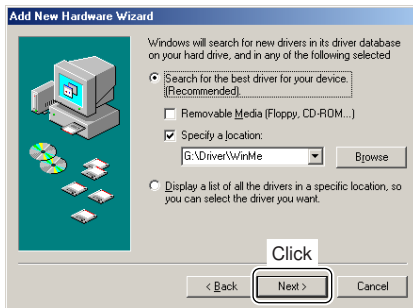 Add New Hardware Wizard
Windows will search for new drivers in its driver database
on your hard drive, and in any of the following selected
Search for the best driver for your device.
(Recommended).
Removable Media (Floppy, CD-ROM...)
Specify a location:
G:\Driver\WinMe
Browse
Display a list of all the drivers in a specific location, so
you can select the driver you want.
Click
< Back
Next >
Cancel